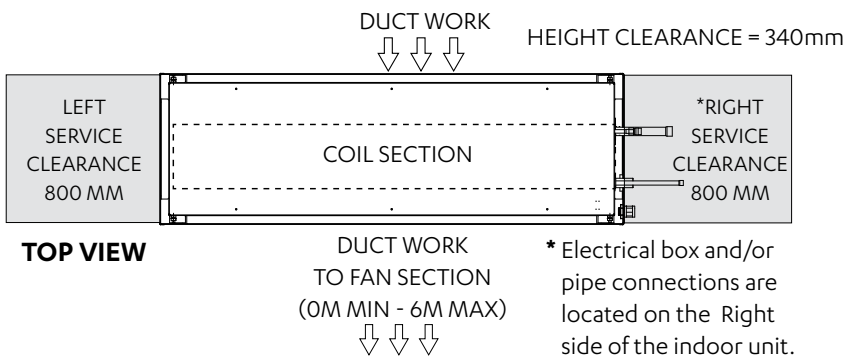 DUCT WORK
HEIGHT CLEARANCE = 340mm
LEFT
SERVICE
CLEARANCE
800 MM
COIL SECTION
*RIGHT
SERVICE
CLEARANCE
800 MM
TOP VIEW
DUCT WORK
TO FAN SECTION
(0M MIN - 6M MAX)
* Electrical box and/or
pipe connections are
located on the Right
side of the indoor unit.